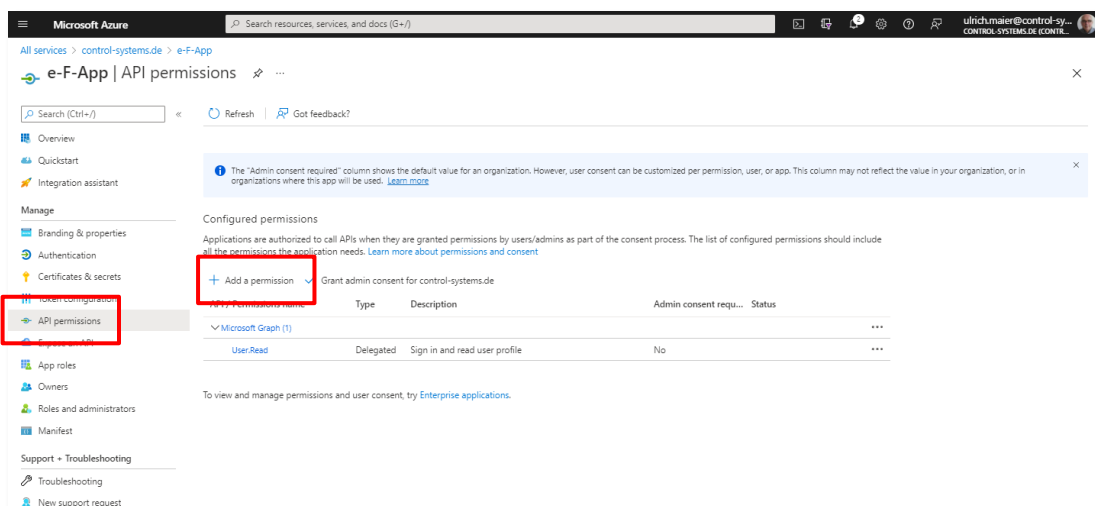 Microsoft Azure
Search resources, services, and docs (G+/)
2
ulrich.maier@control-sy...
CONTROL-SYSTEMS.DE (CONTR...
All services > control-systems.de > e-F-App
e-F-App | API permissions
Search (Ctrl+/)
Refresh
Got feedback?
Overview
Quickstart
Integration assistant
The "Admin consent required" column shows the default value for an organization. However, user consent can be customized per permission, user, or app. This column may not reflect the value in your organization, or in
organizations where this app will be used. Learn more
Manage
Branding & properties
Authentication
Certificates & secrets
Token configuration
API permissions
Expose an API
App roles
Owners
Roles and administrators
Manifest
Support + Troubleshooting
Troubleshooting
New support request
Configured permissions
Applications are authorized to call APIs when they are granted permissions by users/admins as part of the consent process. The list of configured permissions should include
all the permissions the application needs. Learn more about permissions and consent
Add a permission
Grant admin consent for control-systems.de
API / Permissions name Type Description Admin consent requ... Status
Microsoft Graph (1)
User.Read Delegated Sign in and read user profile No
To view and manage permissions and user consent, try Enterprise applications.